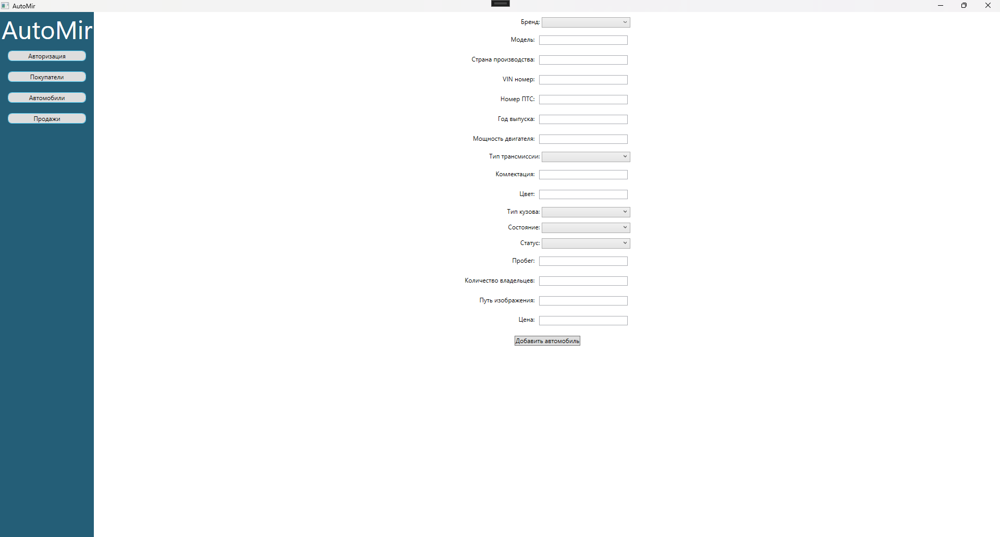 AutoMir
AutoMir
Авторизация
Покупатели
Автомобили
Продажи
Бренд:
Модель:
Страна производства:
VIN номер:
Номер ПТС:
Год выпуска:
Мощность двигателя:
Тип трансмиссии:
Комлектация:
Цвет:
Тип кузова:
Состояние:
Статус:
Пробег:
Количество владельцев:
Путь изображения:
Цена:
Добавить автомобиль